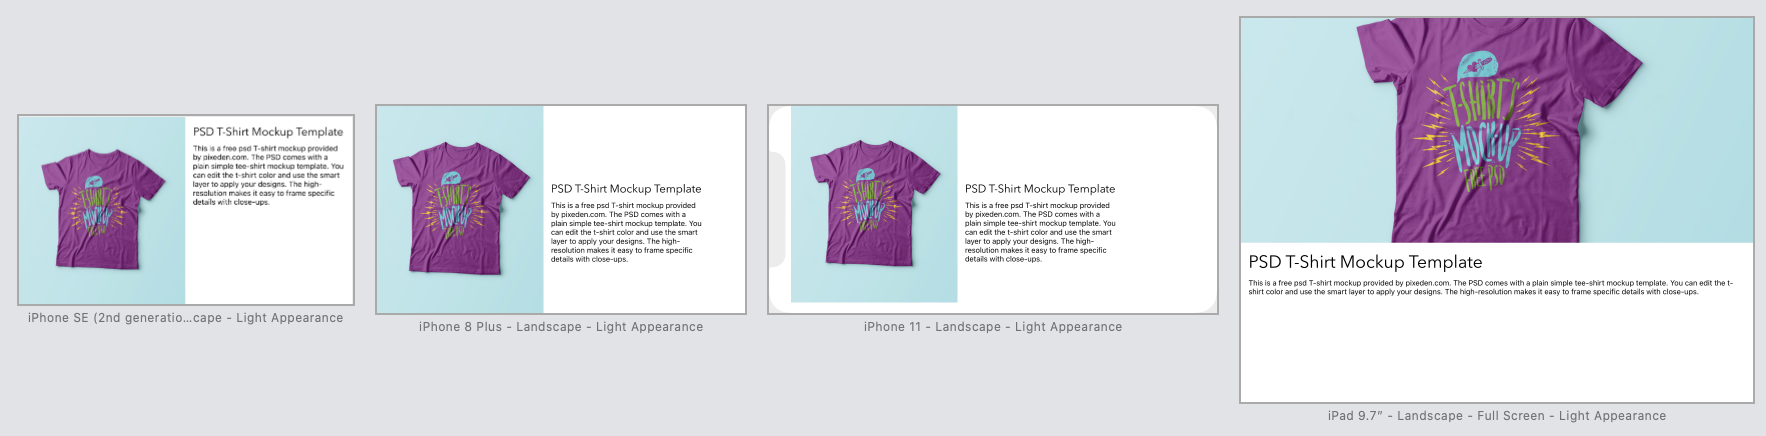 T-SHIRT'S
MOCKUP
PSD T-Shirt Mockup Template
This is a free psd T-shirt mockup provided
by pixeden.com. The PSD comes with a
plain simple tee-shirt mockup template. You
can edit the t-shirt color and use the smart
layer to apply your designs. The high-
resolution makes it easy to frame specific
details with close-ups.
iPhone SE (2nd generatio...cape - Light Appearance
T-SHIRT'S
MOCKUP
PSD T-Shirt Mockup Template
This is a free psd T-shirt mockup provided
by pixeden.com. The PSD comes with a
plain simple tee-shirt mockup template. You
can edit the t-shirt color and use the smart
layer to apply your designs. The high-
resolution makes it easy to frame specific
details with close-ups.
iPhone 8 Plus - Landscape - Light Appearance
T-SHIRT'S
MOCKUP
PSD T-Shirt Mockup Template
This is a free psd T-shirt mockup provided
by pixeden.com. The PSD comes with a
plain simple tee-shirt mockup template. You
can edit the t-shirt color and use the smart
layer to apply your designs. The high-
resolution makes it easy to frame specific
details with close-ups.
iPhone 11 - Landscape - Light Appearance
T-SHIRT'S
MOCKUP
FREE PSD
PSD T-Shirt Mockup Template
This is a free psd T-shirt mockup provided by pixeden.com. The PSD comes with a plain simple tee-shirt mockup template. You can edit the t-
shirt color and use the smart layer to apply your designs. The high-resolution makes it easy to frame specific details with close-ups.
iPad 9.7" - Landscape - Full Screen - Light Appearance